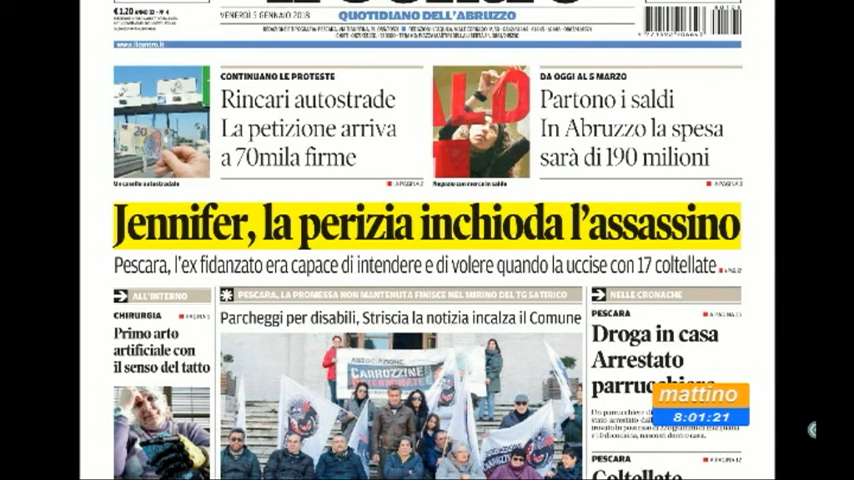 € 1,20
VENERDÌ 5 GENNAIO 2018
QUOTIDIANO DELL'ABRUZZO
www.ilcentro.it
CONTINUANO LE PROTESTE
Rincari autostrade
La petizione arriva
a 70mila firme
Un casello autostradale
A PAGINA 2
DA OGGI AL 5 MARZO
Partono i saldi
In Abruzzo la spesa
sarà di 190 milioni
Negozio con merce in saldo
A PAGINA 3
Jennifer, la perizia inchioda l'assassino
Pescara, l'ex fidanzato era capace di intendere e di volere quando la uccise con 17 coltellate
ALL'INTERNO
CHIRURGIA
Primo arto
artificiale con
il senso del tatto
PESCARA, LA PROMESSA NON MANTENUTA FINISCE NEL MIRINO DEL TG SATIRICO
Parcheggi per disabili, Striscia la notizia incalza il Comune
ASSOCIAZIONE
CARROZZINE
DETERMINATE
NELLE CRONACHE
PESCARA
Droga in casa
Arrestato
parrucchiere
PESCARA
Coltellate
mattino
8:01:21